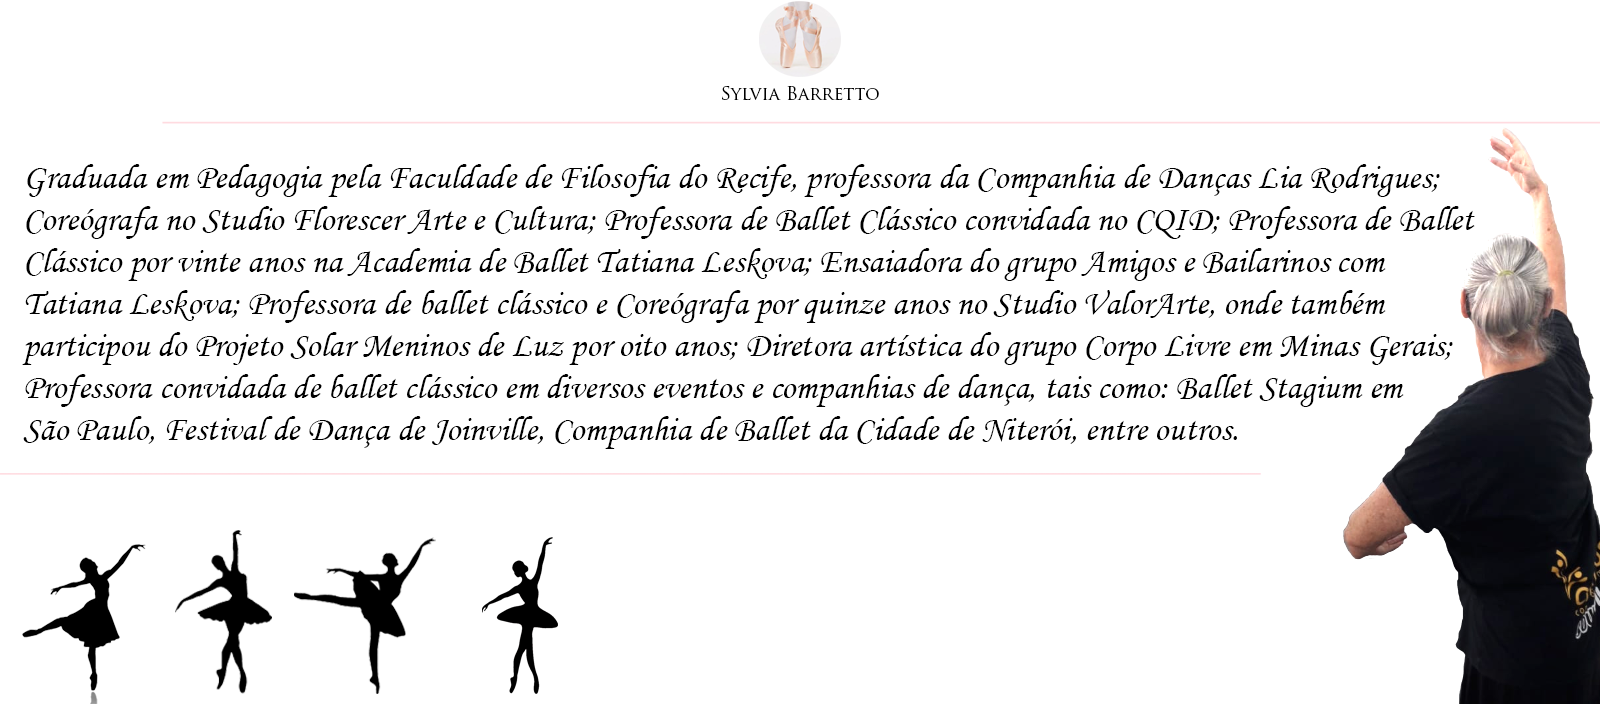 Sylvia Barretto
Graduada em Pedagogia pela Faculdade de Filosofia do Recife, professora da Companhia de Danças Lia Rodrigues;
Coreógrafa no Studio Florescer Arte e Cultura; Professora de Ballet Clássico convidada no CQID; Professora de Ballet
Clássico por vinte anos na Academia de Ballet Tatiana Leskova; Ensaiadora do grupo Amigos e Bailarinos com
Tatiana Leskova; Professora de ballet clássico e Coreógrafa por quinze anos no Studio ValorArte, onde também
participou do Projeto Solar Meninos de Luz por oito anos; Diretora artística do grupo Corpo Livre em Minas Gerais;
Professora convidada de ballet clássico em diversos eventos e companhias de dança, tais como: Ballet Stagium em
São Paulo, Festival de Dança de Joinville, Companhia de Ballet da Cidade de Niterói, entre outros.